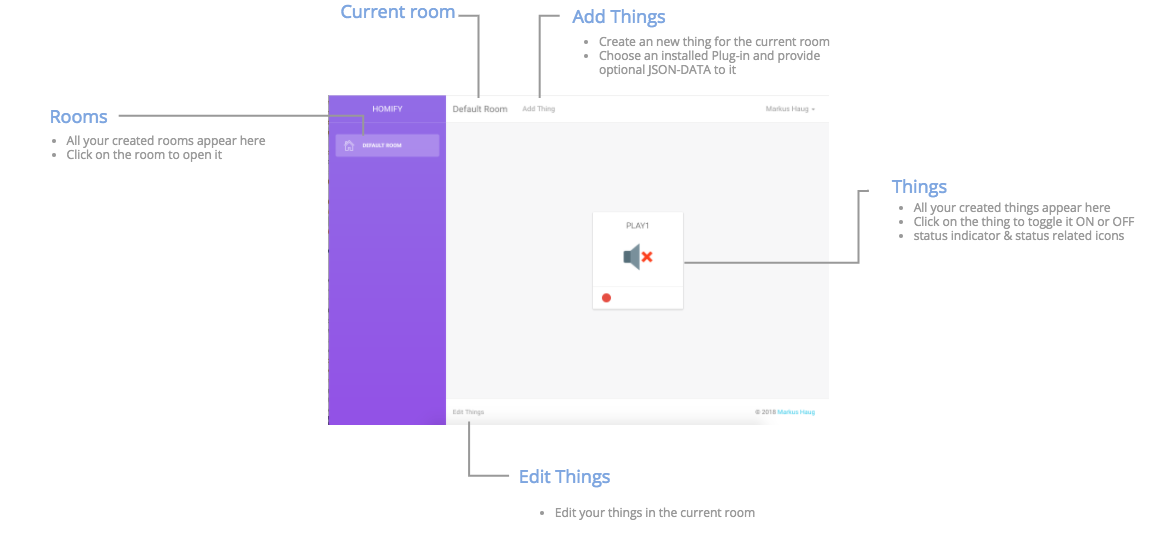 Current room
Add Things
Create an new thing for the current room
Choose an installed Plug-in and provide
optional JSON-DATA to it
Rooms
All your created rooms appear here
Click on the room to open it
HOMIFY
Default Room
Add Thing
Markus Haug
DEFAULT ROOM
Things
All your created things appear here
Click on the thing to toggle it ON or OFF
status indicator & status related icons
PLAY1
Edit Things
© 2018 Markus Haug
Edit Things
Edit your things in the current room